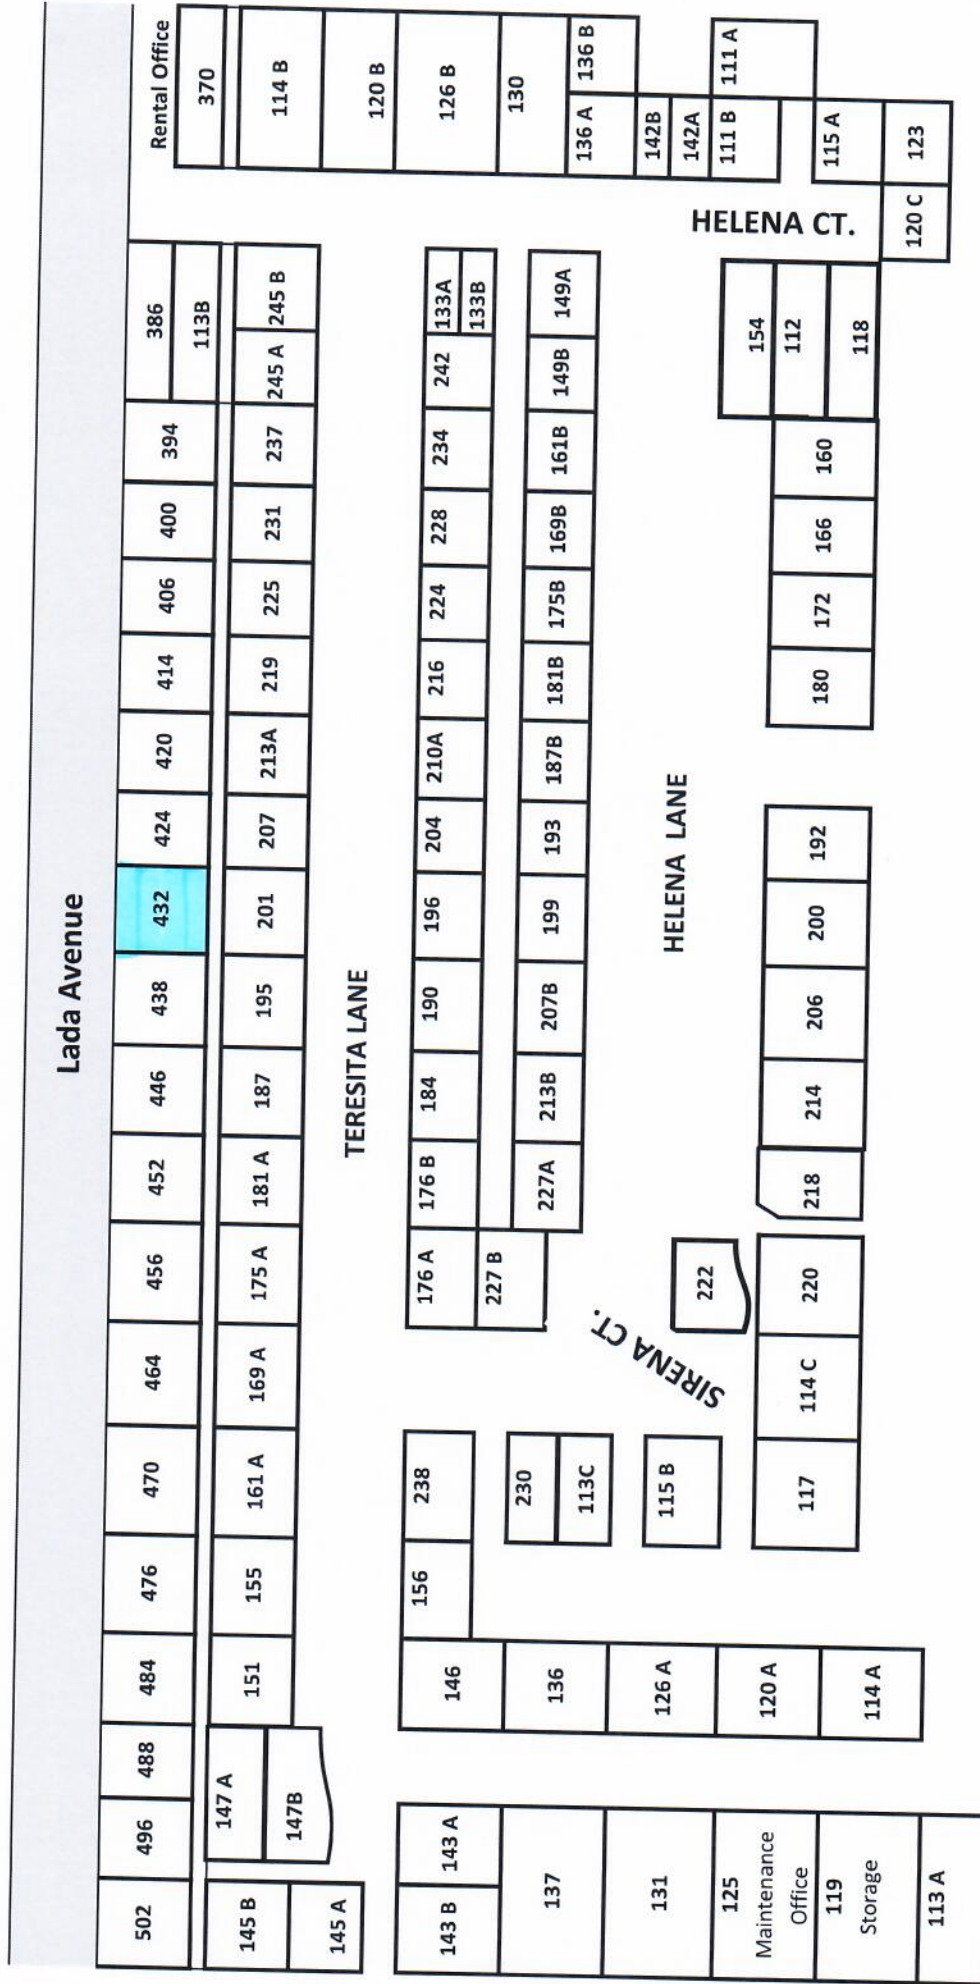 Lada Avenue
502
496
488
484
476
470
464
456
452
446
438
432
424
420
414
406
400
394
386
113B
Rental Office
370
145 B
145 A
147 A
147B
151
155
161 A
169 A
175 A
181 A
187
195
201
207
213A
219
225
231
237
245 A
245 B
114 B
120 B
126 B
130
136 A
136 B
142B
142A
111 B
111 A
115 A
123
120 C
TERESITA LANE
143 B
143 A
146
156
238
176 A
176 B
184
190
196
204
210A
216
224
228
234
242
133A
133B
137
136
230
113C
227 B
227A
213B
207B
199
193
187B
181B
175B
169B
161B
149B
149A
131
126 A
115 B
SIRENA CT.
222
HELENA LANE
HELENA CT.
154
112
118
125
Maintenance
Office
120 A
117
114 C
220
218
214
206
200
192
180
172
166
160
119
Storage
114 A
113 A